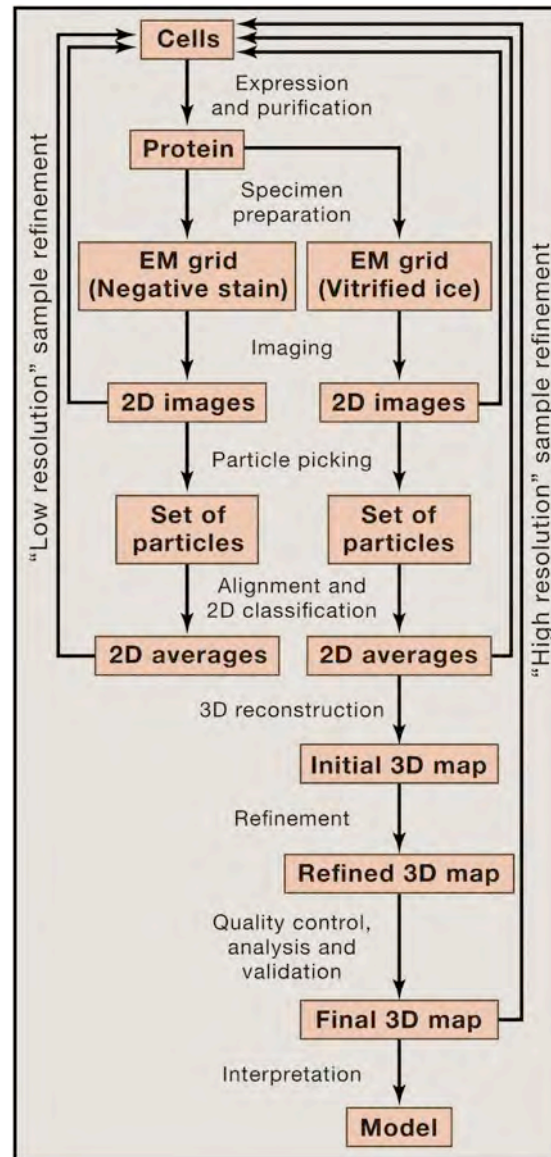 Cells
Expression
and purification
Protein
Specimen
preparation
EM grid
(Negative stain)
EM grid
(Vitrified ice)
Imaging
2D images
2D images
Particle picking
Set of
particles
Set of
particles
Alignment and
2D classification
2D averages
2D averages
3D reconstruction
Initial 3D map
Refinement
Refined 3D map
Quality control,
analysis and
validation
Final 3D map
Interpretation
Model
“Low resolution” sample refinement
“High resolution” sample refinement